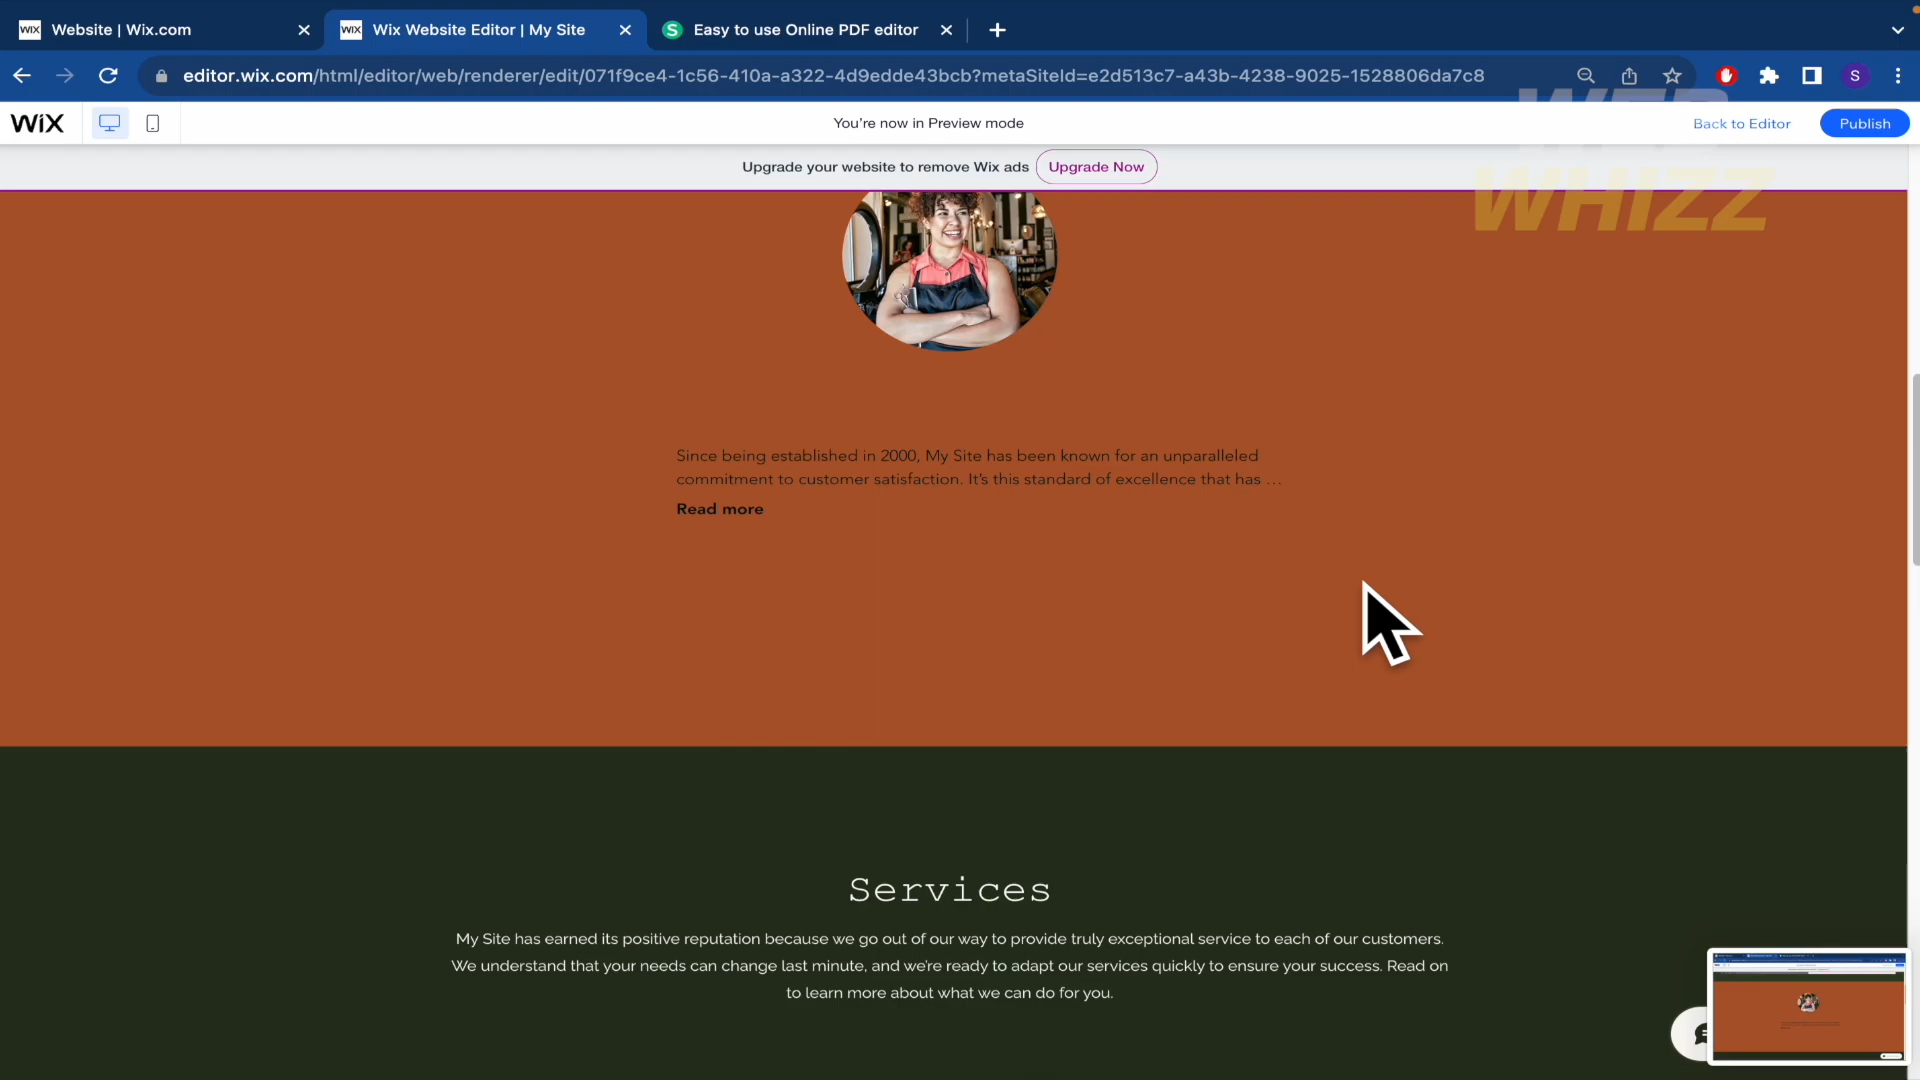 WiX Website | Wix.com
WiX Wix Website Editor | My Site
S Easy to use Online PDF editor
editor.wix.com/html/editor/web/renderer/edit/071f9ce4-1c56-410a-a322-4d9edde43bcb?metaSiteId=e2d513c7-a43b-4238-9025-1528806da7c8
S
WiX
You're now in Preview mode
Back to Editor
Publish
WEB
WHIZZ
Upgrade your website to remove Wix ads
Upgrade Now
Since being established in 2000, My Site has been known for an unparalleled
commitment to customer satisfaction. It's this standard of excellence that has ...
Read more
Services
My Site has earned its positive reputation because we go out of our way to provide truly exceptional service to each of our customers.
We understand that your needs can change last minute, and we're ready to adapt our services quickly to ensure your success. Read on
to learn more about what we can do for you.